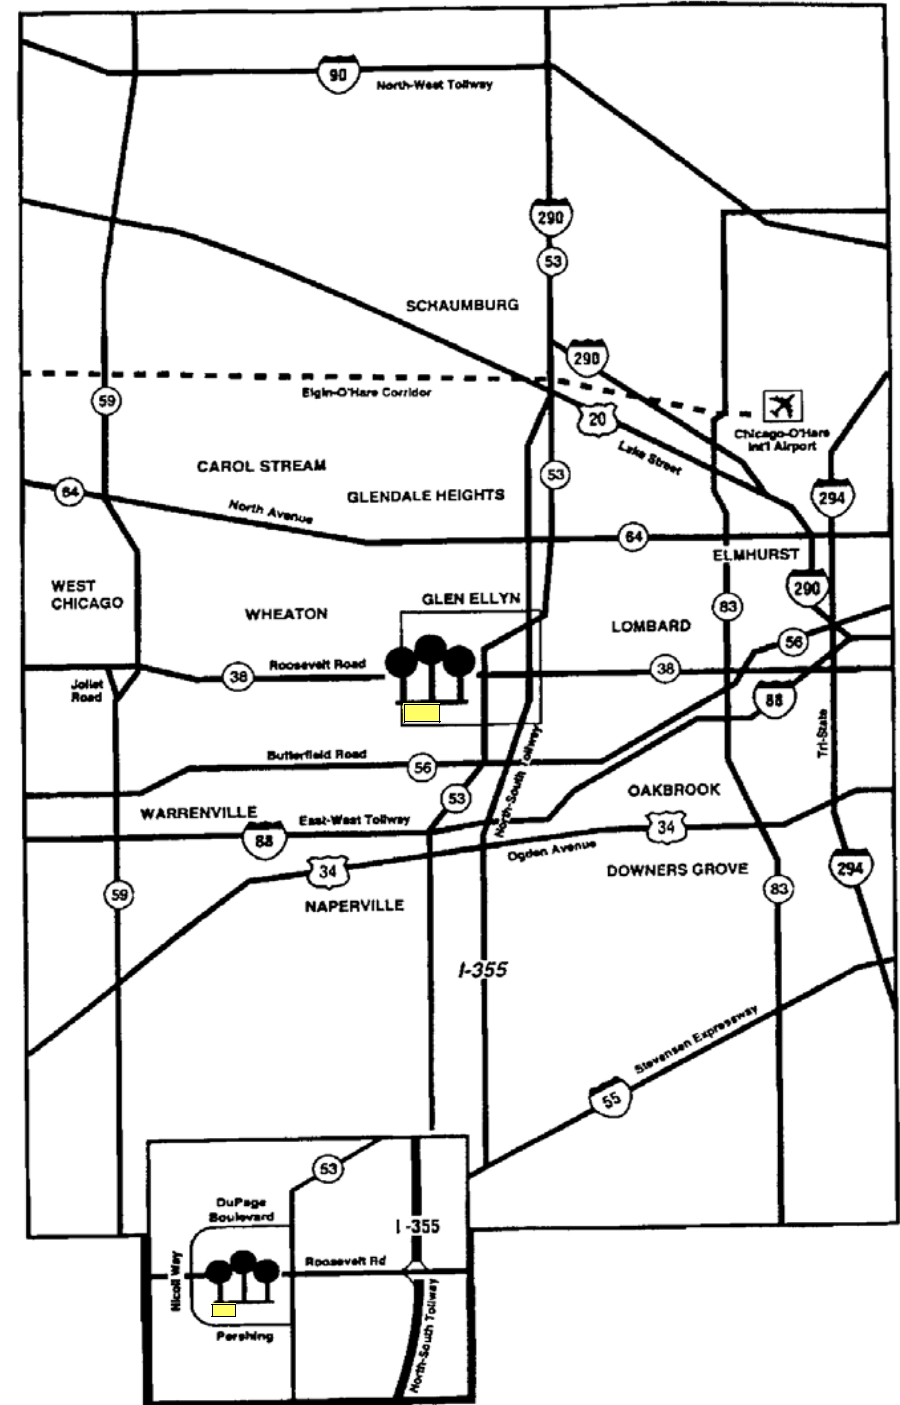 90
North-West Tollway
290
53
SCHAUMBURG
290
Elgin-O'Hare Corridor
59
20
Chicago-O'Hare
Int'l Airport
Lake Street
CAROL STREAM
53
64
GLENDALE HEIGHTS
294
North Avenue
64
ELMHURST
WEST
CHICAGO
290
GLEN ELLYN
83
WHEATON
LOMBARD
56
Roosevelt Road
38
38
Joliet
Road
88
Tri-State
Butterfield Road
56
North-South Tollway
53
OAKBROOK
WARRENVILLE
East-West Tollway
88
34
Ogden Avenue
34
DOWNERS GROVE
294
59
83
NAPERVILLE
I-355
Stevensen Expressway
55
53
DuPage
Boulevard
I-355
Roosevelt Rd
Nicoll Way
North-South Tollway
Pershing